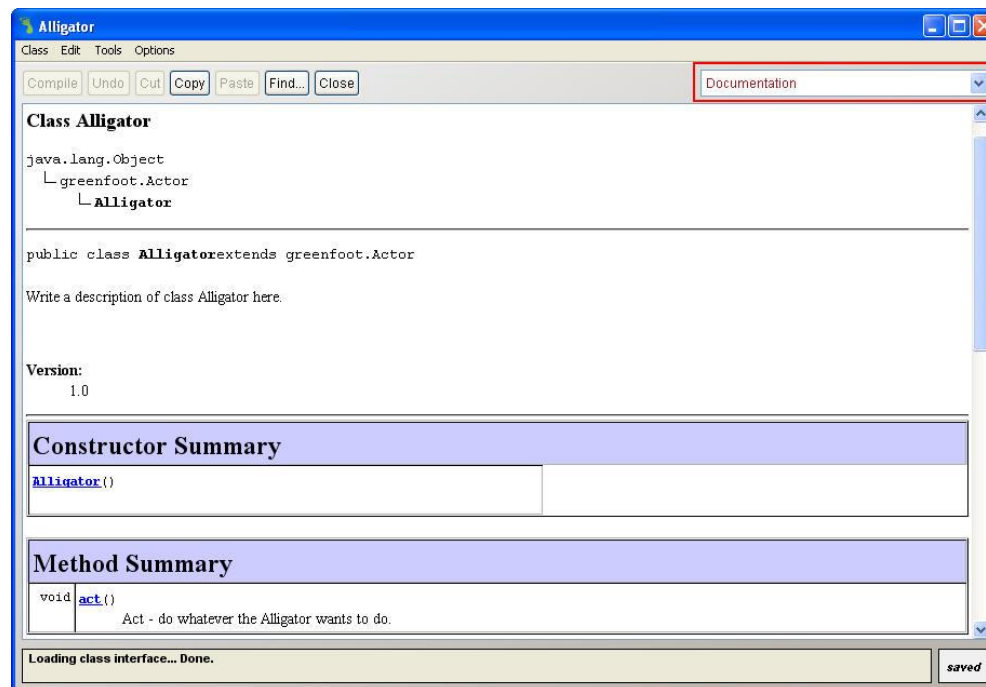 Alligator
Class Edit Tools Options
Compile Undo Cut Copy Paste Find... Close Documentation
Class Alligator
java.lang.Object
greenfoot.Actor
Alligator
public class Alligatorextends greenfoot.Actor
Write a description of class Alligator here.
Version:
1.0
Constructor Summary
Alligator()
Method Summary
void act()
Act - do whatever the Alligator wants to do.
Loading class interface... Done.
saved